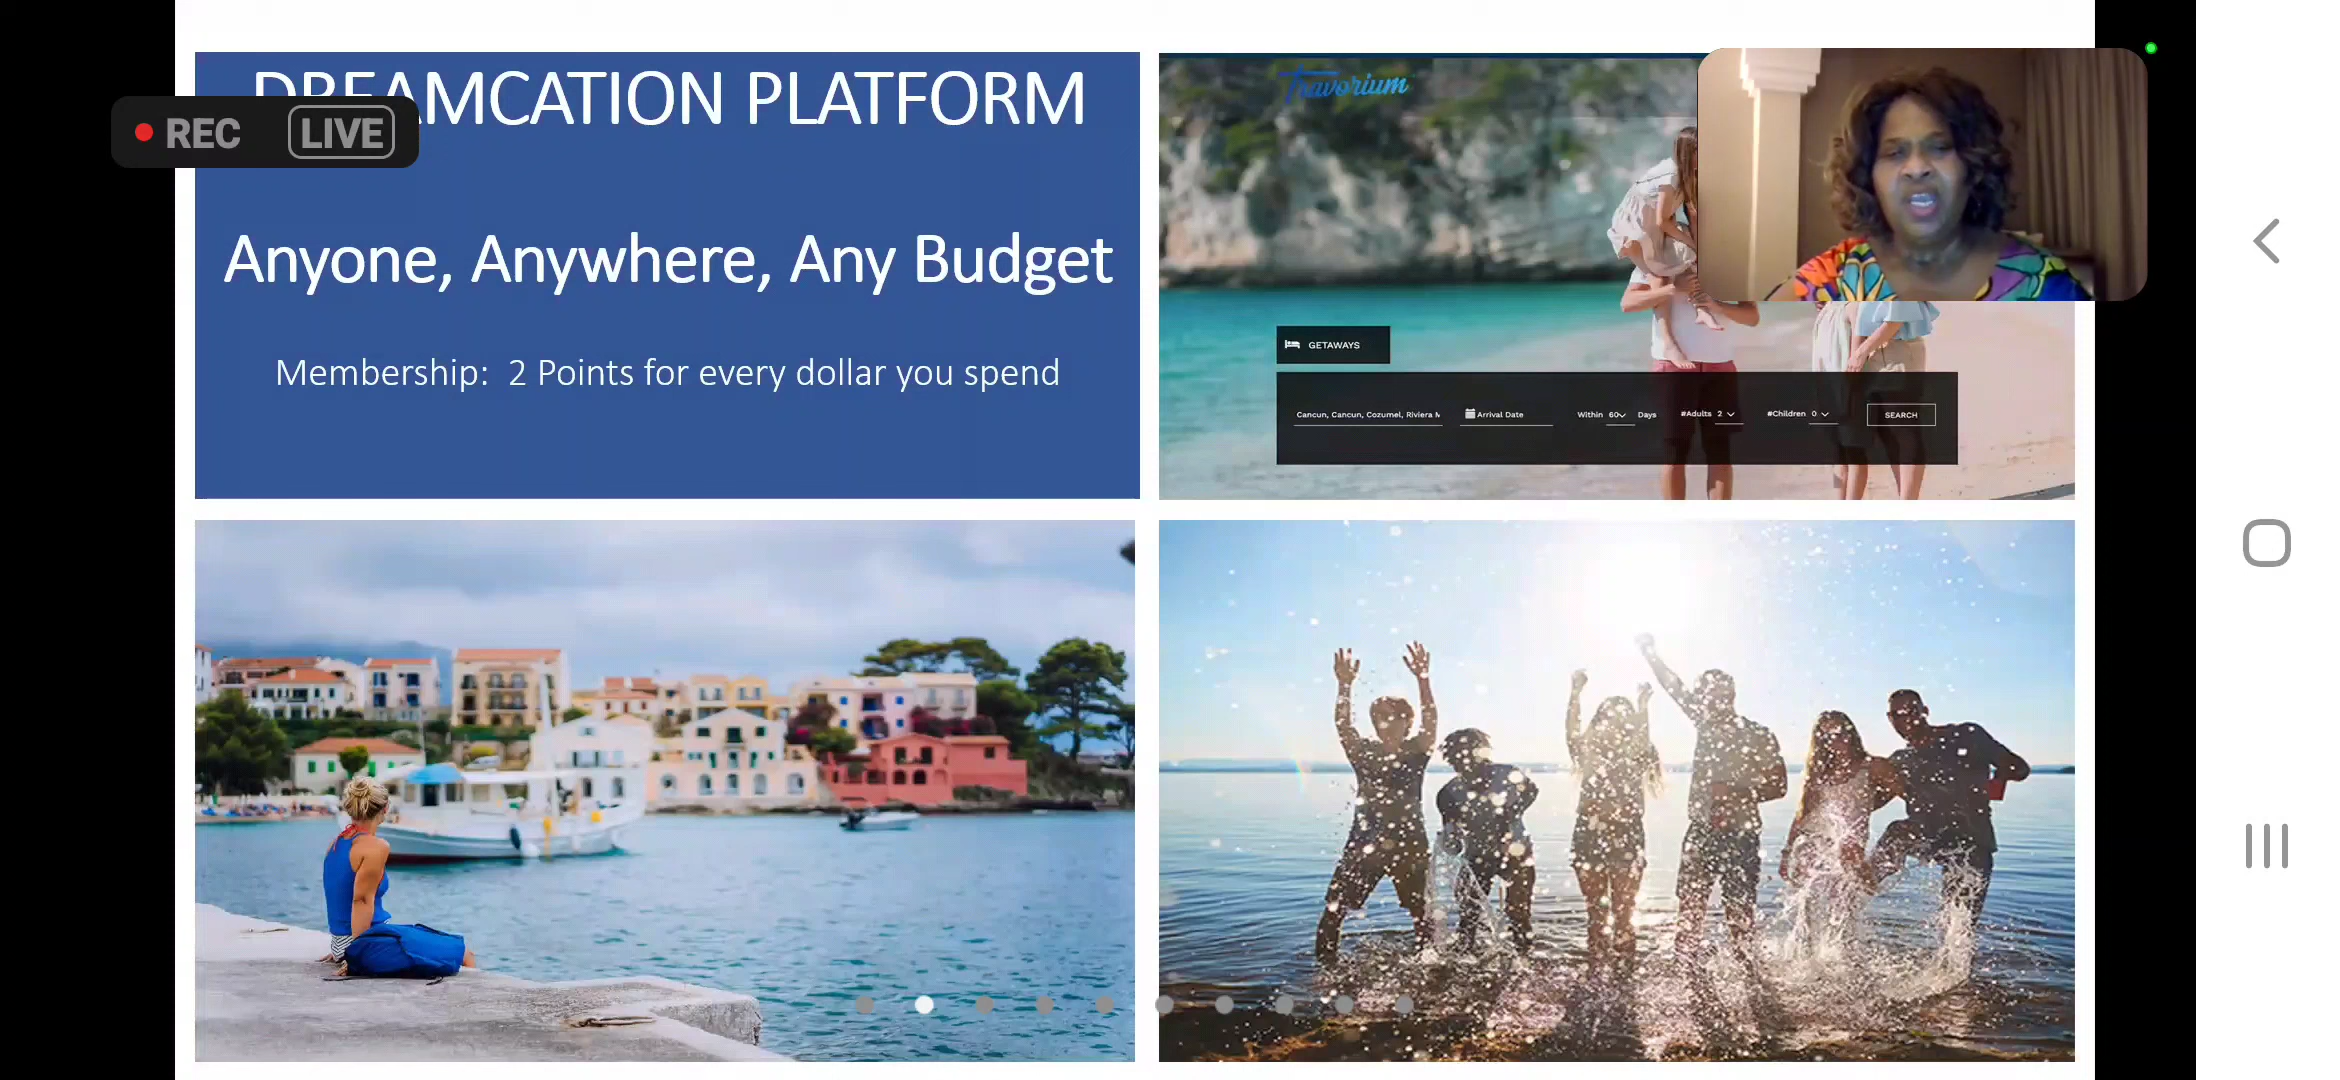 DREAMCATION PLATFORM
REC LIVE
Anyone, Anywhere, Any Budget
Membership: 2 Points for every dollar you spend
Travorium
GETAWAYS
Cancun, Cancun, Cozumel, Riviera M
Arrival Date
Within 60 Days
#Adults 2
#Children 0
SEARCH